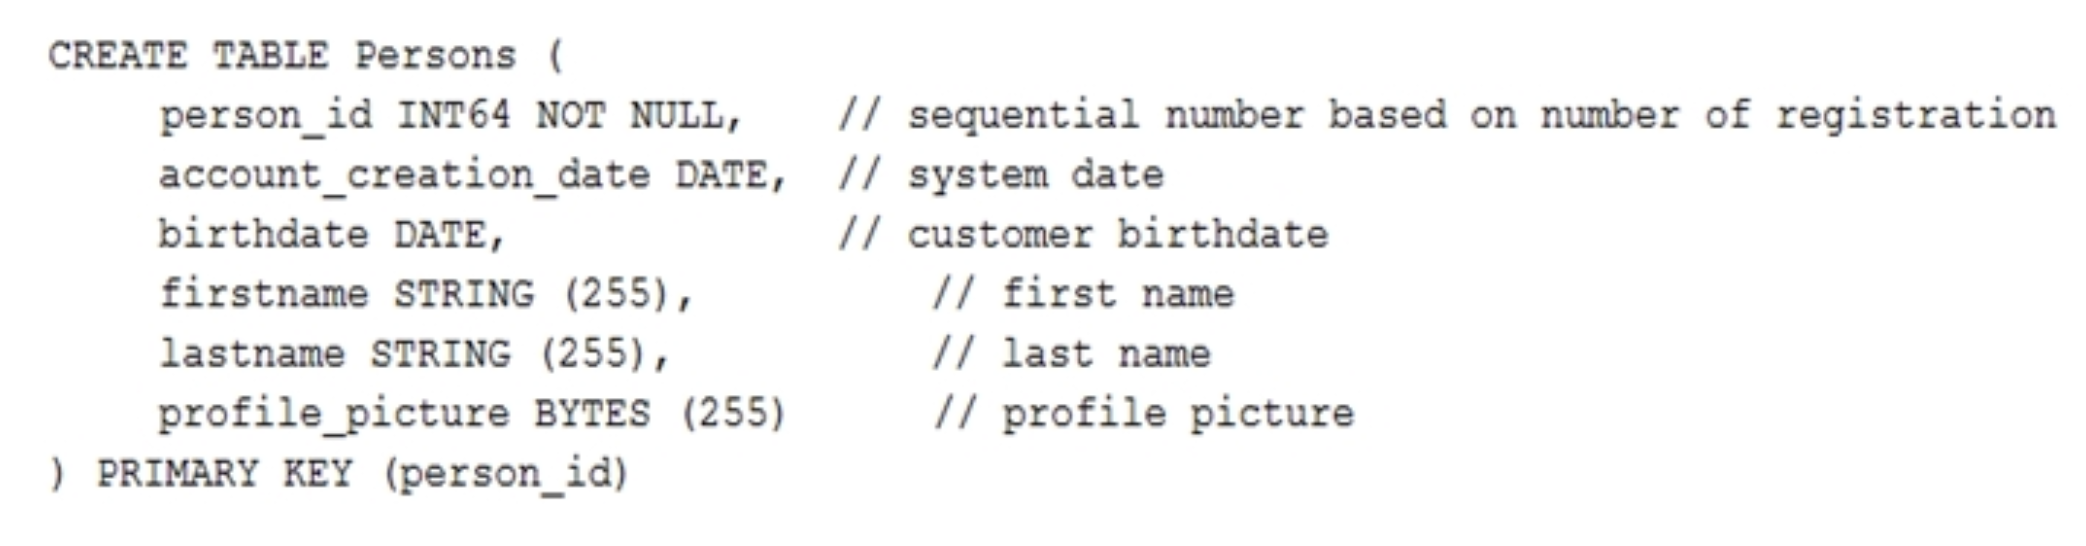 CREATE TABLE Persons (
person_id INT64 NOT NULL, // sequential number based on number of registration
account_creation_date DATE, // system date
birthdate DATE, // customer birthdate
firstname STRING (255), // first name
lastname STRING (255), // last name
profile_picture BYTES (255) // profile picture
) PRIMARY KEY (person_id)